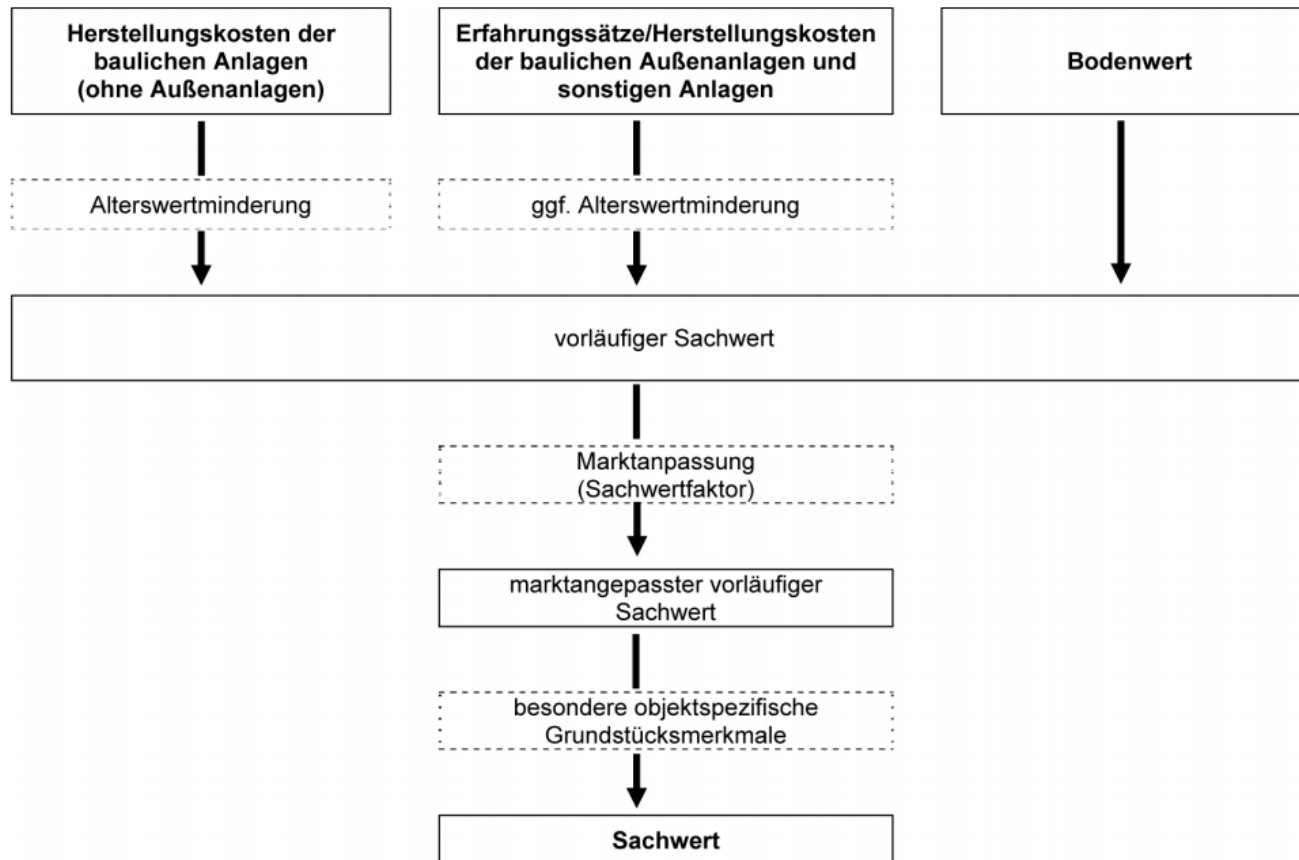 Herstellungskosten der
baulichen Anlagen
(ohne Außenanlagen)
Erfahrungssätze/Herstellungskosten
der baulichen Außenanlagen und
sonstigen Anlagen
Bodenwert
Alterswertminderung
ggf. Alterswertminderung
vorläufiger Sachwert
Marktanpassung
(Sachwertfaktor)
marktangepasster vorläufiger
Sachwert
besondere objektspezifische
Grundstücksmerkmale
Sachwert